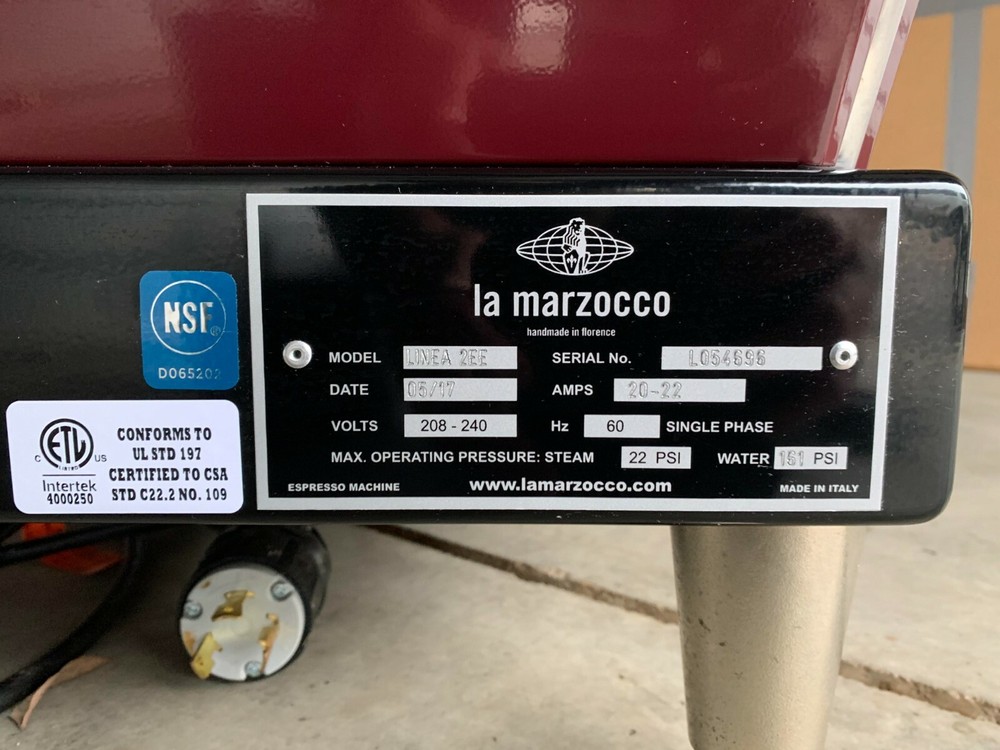 la marzocco
handmade in florence
MODEL LINEA 2EE SERIAL No. L054696
DATE 05/17 AMPS 20-22
VOLTS 208 - 240 Hz 60 SINGLE PHASE
MAX. OPERATING PRESSURE: STEAM 22 PSI WATER 151 PSI
ESPRESSO MACHINE www.lamarzocco.com MADE IN ITALY
NSF®
D065202
C ETL US
LISTED
Intertek
4000250
CONFORMS TO
UL STD 197
CERTIFIED TO CSA
STD C22.2 NO. 109